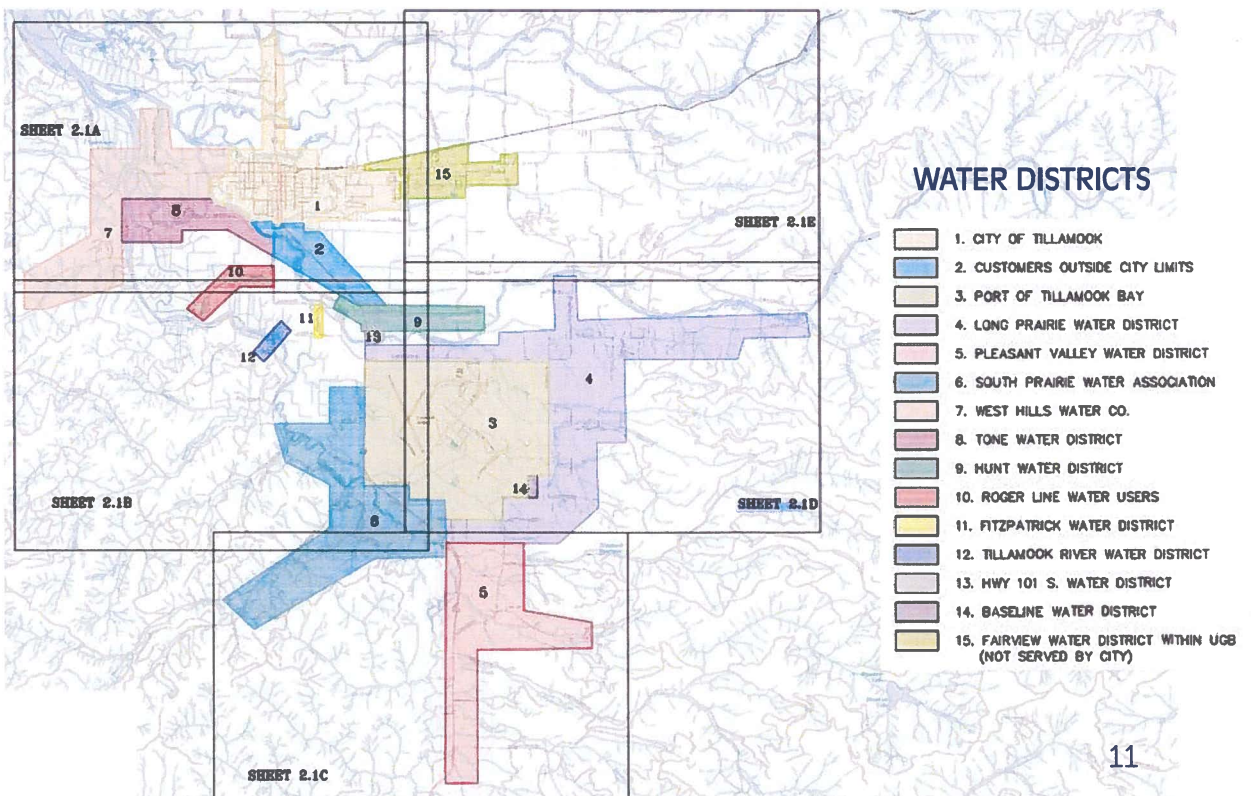 SHEET 2.1A
15
1
8
7
SHEET 2.1E
2
10
11
9
13
12
4
3
14
SHEET 2.1B
SHEET 2.1D
6
5
SHEET 2.1C
WATER DISTRICTS
1. CITY OF TILLAMOOK
2. CUSTOMERS OUTSIDE CITY LIMITS
3. PORT OF TILLAMOOK BAY
4. LONG PRAIRIE WATER DISTRICT
5. PLEASANT VALLEY WATER DISTRICT
6. SOUTH PRAIRIE WATER ASSOCIATION
7. WEST HILLS WATER CO.
8. TONE WATER DISTRICT
9. HUNT WATER DISTRICT
10. ROGER LINE WATER USERS
11. FITZPATRICK WATER DISTRICT
12. TILLAMOOK RIVER WATER DISTRICT
13. HWY 101 S. WATER DISTRICT
14. BASELINE WATER DISTRICT
15. FAIRVIEW WATER DISTRICT WITHIN UGB
(NOT SERVED BY CITY)
11